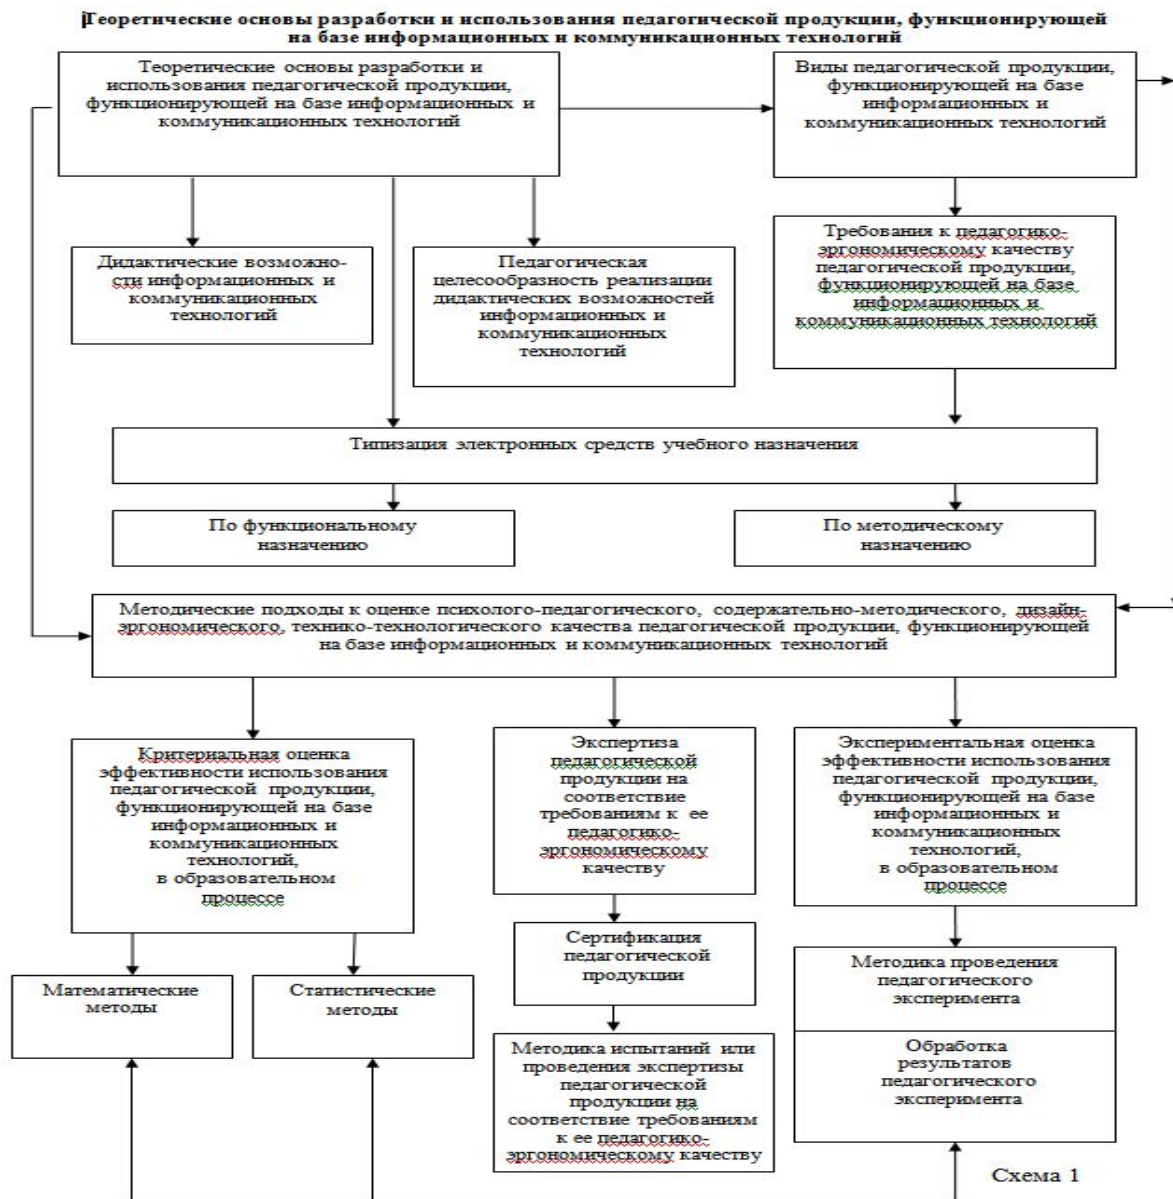 Теоретические основы разработки и использования педагогической продукции, функционирующей
на базе информационных и коммуникационных технологий
Теоретические основы разработки и
использования педагогической продукции,
функционирующей на базе информационных и
коммуникационных технологий
Виды педагогической продукции,
функционирующей на базе
информационных и
коммуникационных технологий
Дидактические возможно-
сти информационных и
коммуникационных
технологий
Педагогическая
целесообразность реализации
дидактических возможностей
информационных и
коммуникационных
технологий
Требования к педагогико-
эргономическому качеству
педагогической продукции,
функционирующей на базе
информационных и
коммуникационных технологий
Типизация электронных средств учебного назначения
По функциональному
назначению
По методическому
назначению
Методические подходы к оценке психолого-педагогического, содержательно-методического, дизайн-
эргономического, технико-технологического качества педагогической продукции, функционирующей
на базе информационных и коммуникационных технологий
Критериальная оценка
эффективности использования
педагогической продукции,
функционирующей на базе
информационных и
коммуникационных
технологий,
в образовательном
процессе
Экспертиза
педагогической
продукции на
соответствие
требованиям к ее
педагогико-
эргономическому
качеству
Экспериментальная оценка
эффективности использования
педагогической продукции,
функционирующей на базе
информационных и
коммуникационных
технологий,
в образовательном
процессе
Математические
методы
Статистические
методы
Сертификация
педагогической
продукции
Методика испытаний или
проведения экспертизы
педагогической
продукции на
соответствие требованиям
к ее педагогико-
эргономическому качеству
Методика проведения
педагогического
эксперимента
Обработка
результатов
педагогического
эксперимента
Схема 1